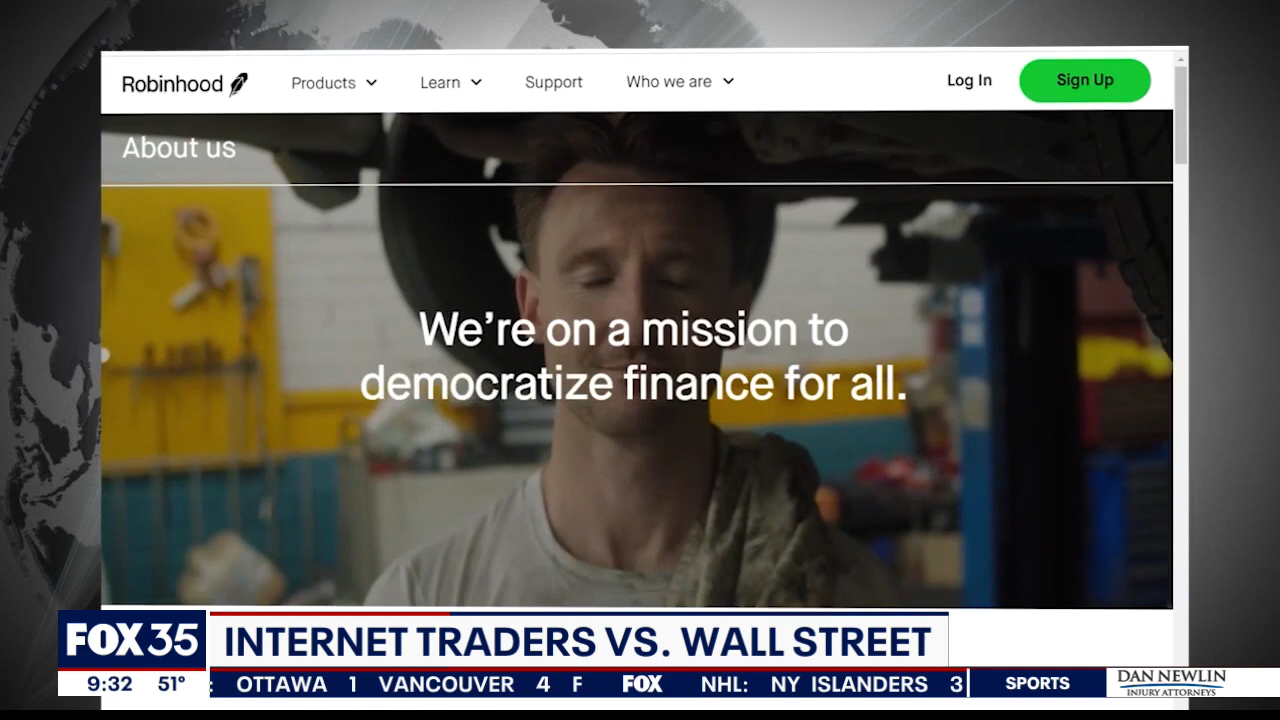 Robinhood
Products
Learn
Support
Who we are
Log In
Sign Up
About us
We're on a mission to
democratize finance for all.
FOX 35
INTERNET TRADERS VS. WALL STREET
9:32 51°
: OTTAWA 1 VANCOUVER 4 F FOX NHL: NY ISLANDERS 3
SPORTS
DAN NEWLIN
INJURY ATTORNEYS